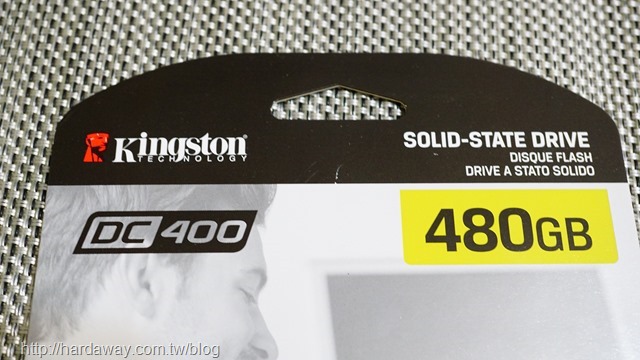 Kingston
TECHNOLOGY
SOLID-STATE DRIVE
DISQUE FLASH
DRIVE A STATO SOLIDO
DC400
480GB
http://hardaway.com.tw/blog